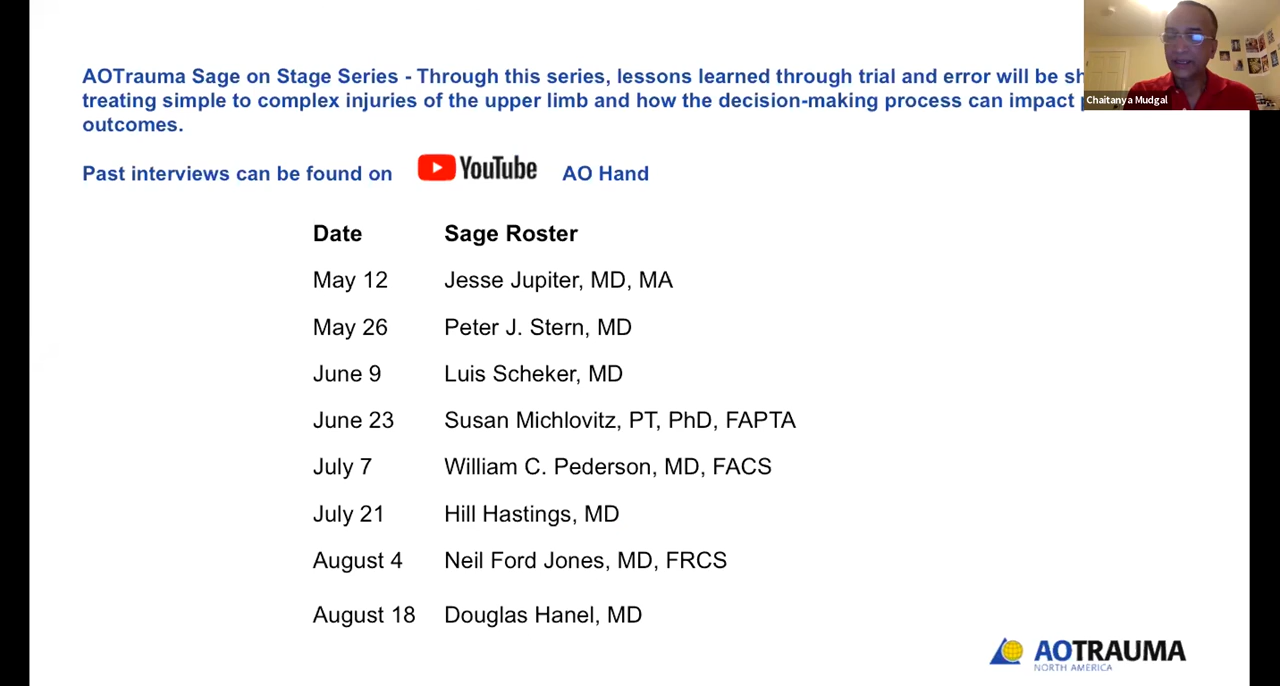 AOTrauma Sage on Stage Series - Through this series, lessons learned through trial and error will be
treating simple to complex injuries of the upper limb and how the decision-making process can impact
outcomes.
Chaitanya Mudgal
Past interviews can be found on YouTube AO Hand
Date Sage Roster
May 12 Jesse Jupiter, MD, MA
May 26 Peter J. Stern, MD
June 9 Luis Scheker, MD
June 23 Susan Michlovitz, PT, PhD, FAPTA
July 7 William C. Pederson, MD, FACS
July 21 Hill Hastings, MD
August 4 Neil Ford Jones, MD, FRCS
August 18 Douglas Hanel, MD
AOTRAUMA
NORTH AMERICA